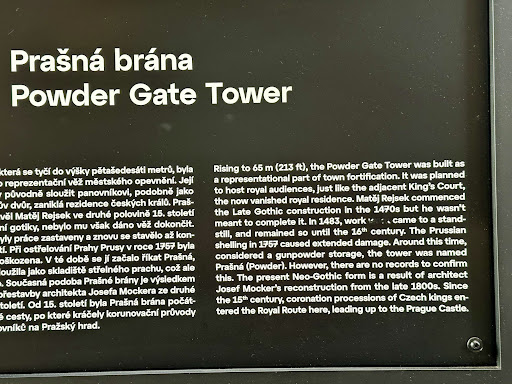 Prašná brána
Powder Gate Tower
která se tyčí do výšky pětašedesáti metrů, byla
o reprezentační věž městského opevnění. Její
v původně sloužit panovníkovi, podobně jako
ův dvůr, zaniklá rezidence českých králů. Praš-
věl Matěj Rejsek ve druhé polovině 15. století
ní gotiky, nebylo mu však dáno věž dokončit.
yly práce zastaveny a znovu se stavělo až kon-
tí. Při ostřelování Prahy Prusy v roce 1757 byla
oškozena. V té době se jí začalo říkat Prašná,
oužila jako skladiště střelného prachu, což ale
. Současná podoba Prašné brány je výsledkem
přestavby architekta Josefa Mockera ze druhé
toletí. Od 15. století byla Prašná brána počát-
é cesty, po které kráčely korunovační průvody
ovníků na Pražský hrad.
Rising to 65 m (213 ft), the Powder Gate Tower was built as
a representational part of town fortification. It was planned
to host royal audiences, just like the adjacent King's Court,
the now vanished royal residence. Matěj Rejsek commenced
the Late Gothic construction in the 1470s but he wasn't
meant to complete it. In 1483, work came to a stand-
still, and remained so until the 16th century. The Prussian
shelling in 1757 caused extended damage. Around this time,
considered a gunpowder storage, the tower was named
Prašná (Powder). However, there are no records to confirm
this. The present Neo-Gothic form is a result of architect
Josef Mocker's reconstruction from the late 1800s. Since
the 15th century, coronation processions of Czech kings en-
tered the Royal Route here, leading up to the Prague Castle.